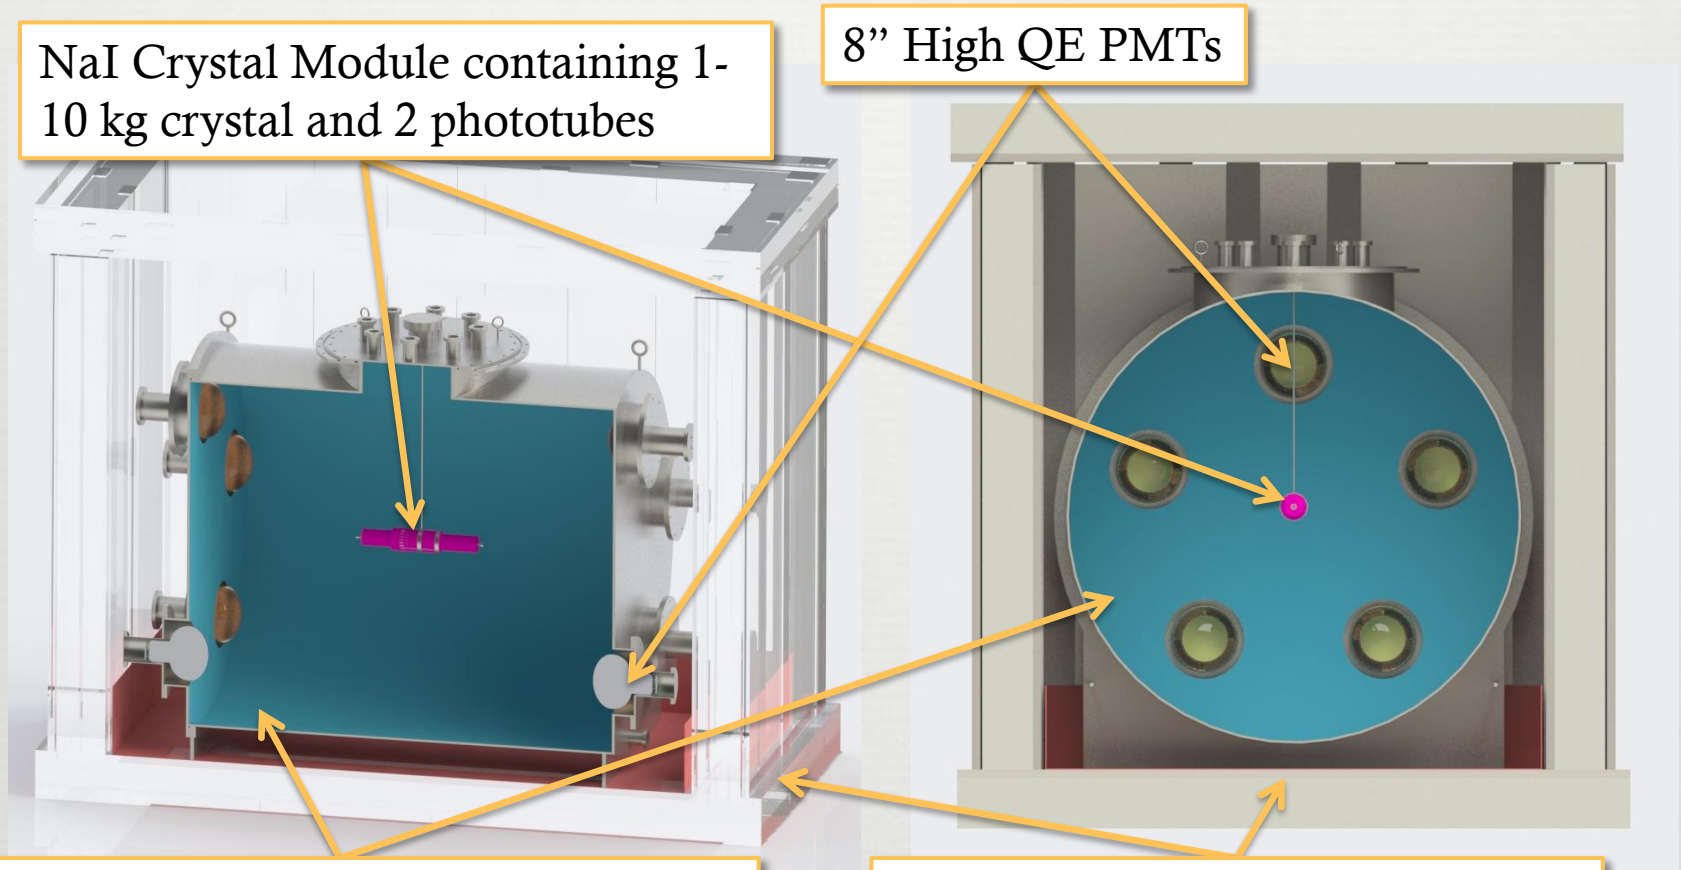 NaI Crystal Module containing 1-
10 kg crystal and 2 phototubes
8” High QE PMTs